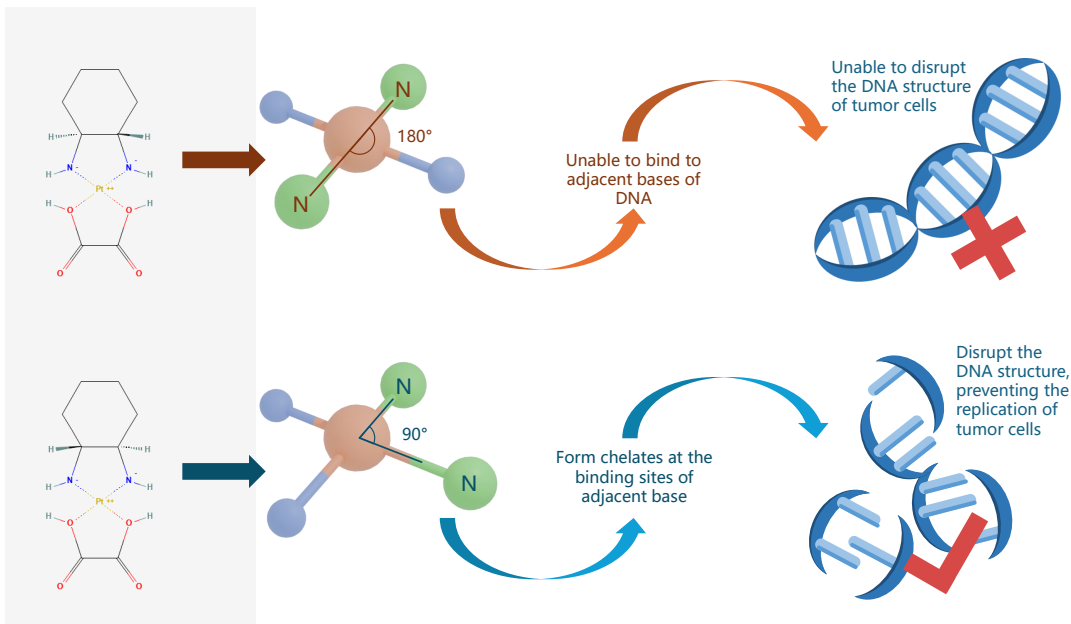 H
H
H
N
-
N
-
H
Pt
++
H
O
O
H
O
O
N
180°
N
Unable to bind to
adjacent bases of
DNA
Unable to disrupt
the DNA structure
of tumor cells
H
H
H
N
-
N
-
H
Pt
++
H
O
O
H
O
O
N
90°
N
Form chelates at the
binding sites of
adjacent base
Disrupt the
DNA structure,
preventing the
replication of
tumor cells